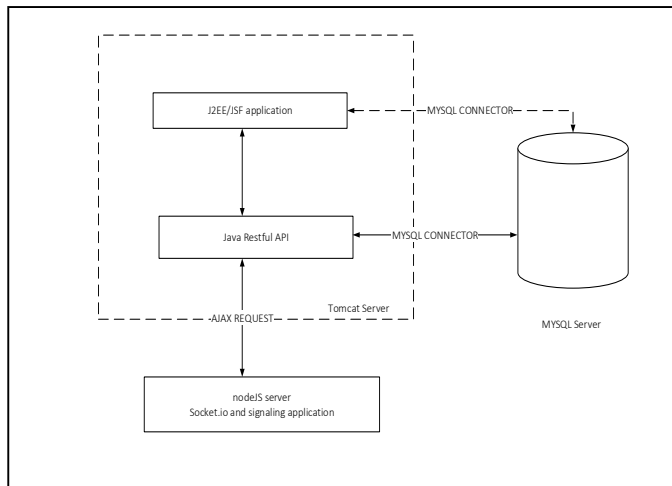 J2EE/JSF application
MYSQL CONNECTOR
Java Restful API
MYSQL CONNECTOR
Tomcat Server
AJAX REQUEST
MYSQL Server
nodeJS server
Socket.io and signaling application